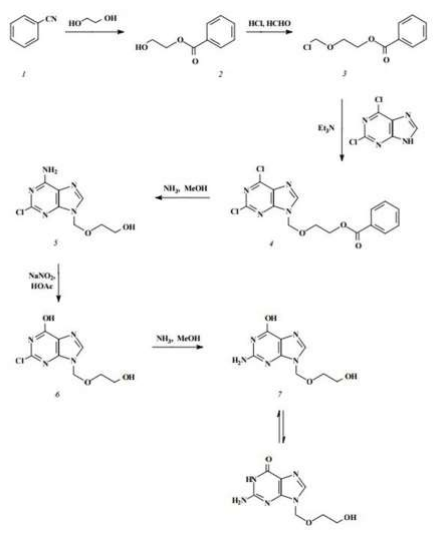 CN
HO
OH
HO
O
O
HCl, HCHO
Cl
O
O
O
1
2
3
Cl
N
N
Cl
N
NH
Et₃N
NH₂
N
N
Cl
N
N
O
OH
NH₃, MeOH
Cl
N
N
Cl
N
N
O
O
O
5
4
NaNO₂,
HOAc
OH
N
N
Cl
N
N
O
OH
6
NH₃, MeOH
OH
N
N
H₂N
N
N
O
OH
7
O
HN
N
H₂N
N
N
O
OH